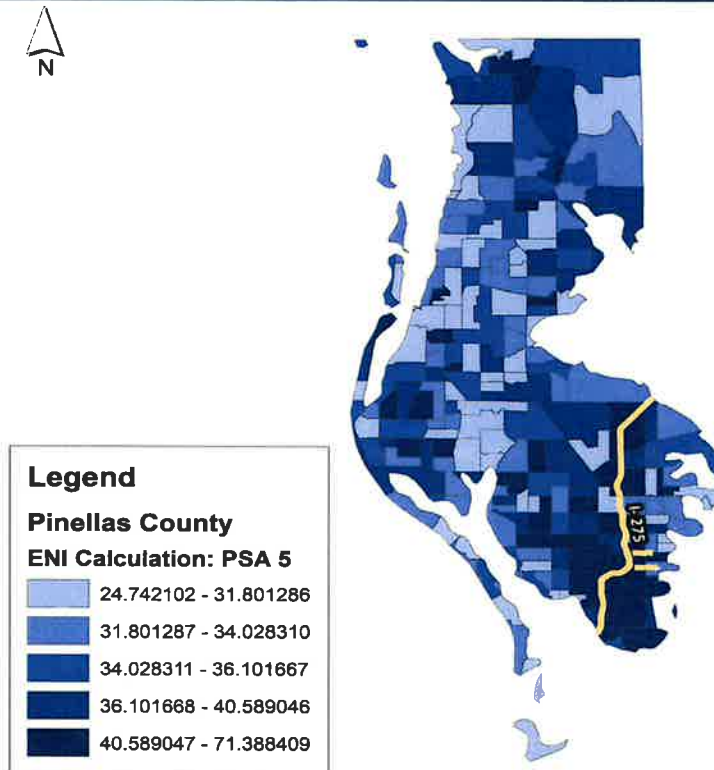 N
I-275
Legend
Pinellas County
ENI Calculation: PSA 5
24.742102 - 31.801286
31.801287 - 34.028310
34.028311 - 36.101667
36.101668 - 40.589046
40.589047 - 71.388409